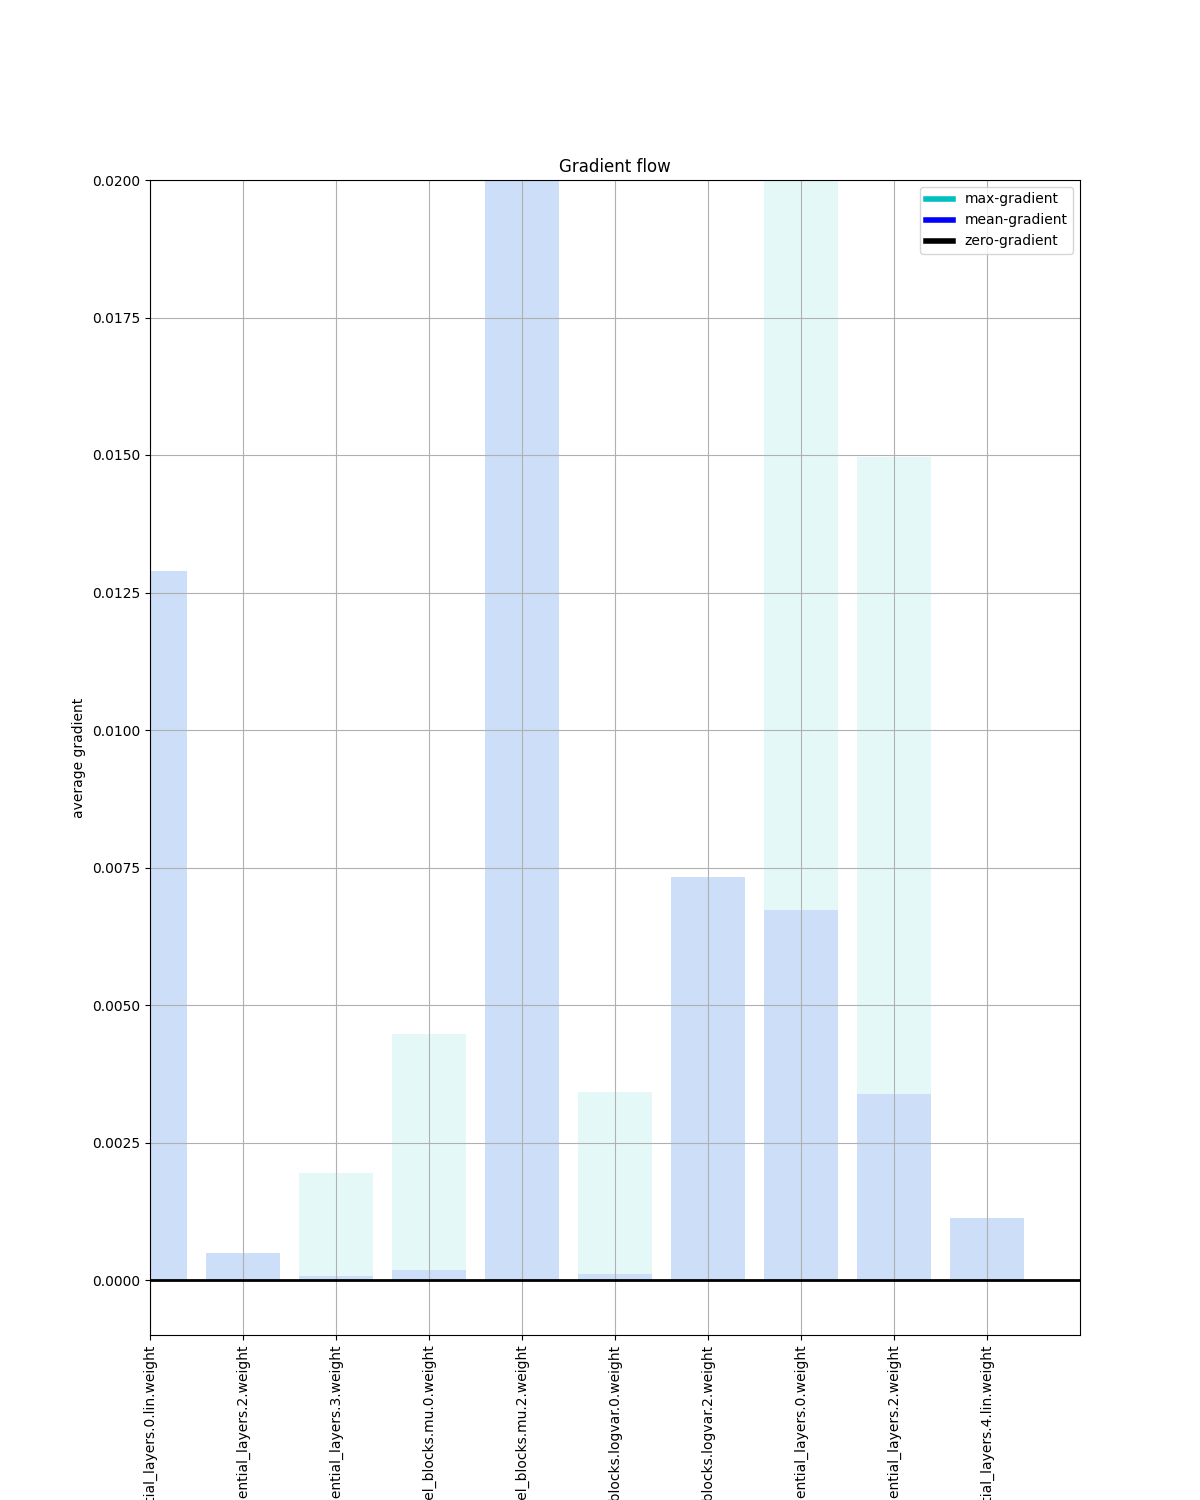 Gradient flow
max-gradient
mean-gradient
zero-gradient
0.0200
0.0175
0.0150
0.0125
0.0100
0.0075
0.0050
0.0025
0.0000
average gradient
tial_layers.0.lin.weight
ential_layers.2.weight
ential_layers.3.weight
el_blocks.mu.0.weight
el_blocks.mu.2.weight
blocks.logvar.0.weight
blocks.logvar.2.weight
ential_layers.0.weight
ential_layers.2.weight
tial_layers.4.lin.weight